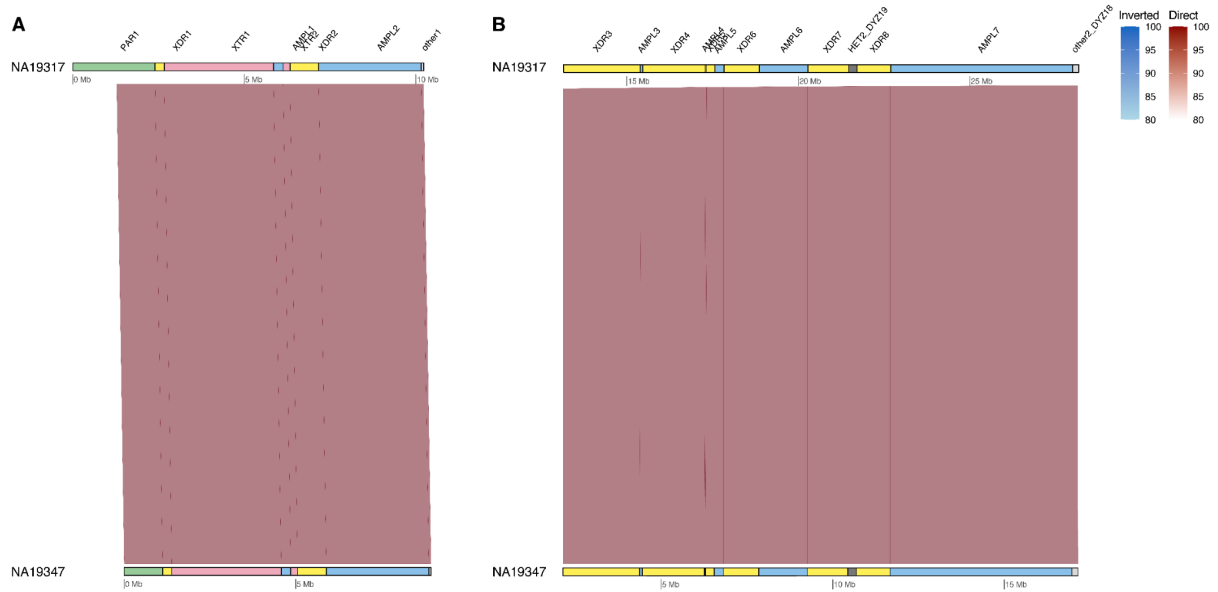 A
B
PAR1
XDR1
XTR1
AMPL1
XTR2
XDR2
AMPL2
other1
XDR3
AMPL3
XDR4
AMPL4
AMPL5
XDR6
AMPL6
XDR7
HET2_DYZ19
XDR8
AMPL7
other2_DYZ18
Inverted Direct
100 100
95 95
90 90
85 85
80 80
NA19317
0 Mb 5 Mb 10 Mb
NA19317
15 Mb 20 Mb 25 Mb
NA19347
0 Mb 5 Mb
NA19347
5 Mb 10 Mb 15 Mb